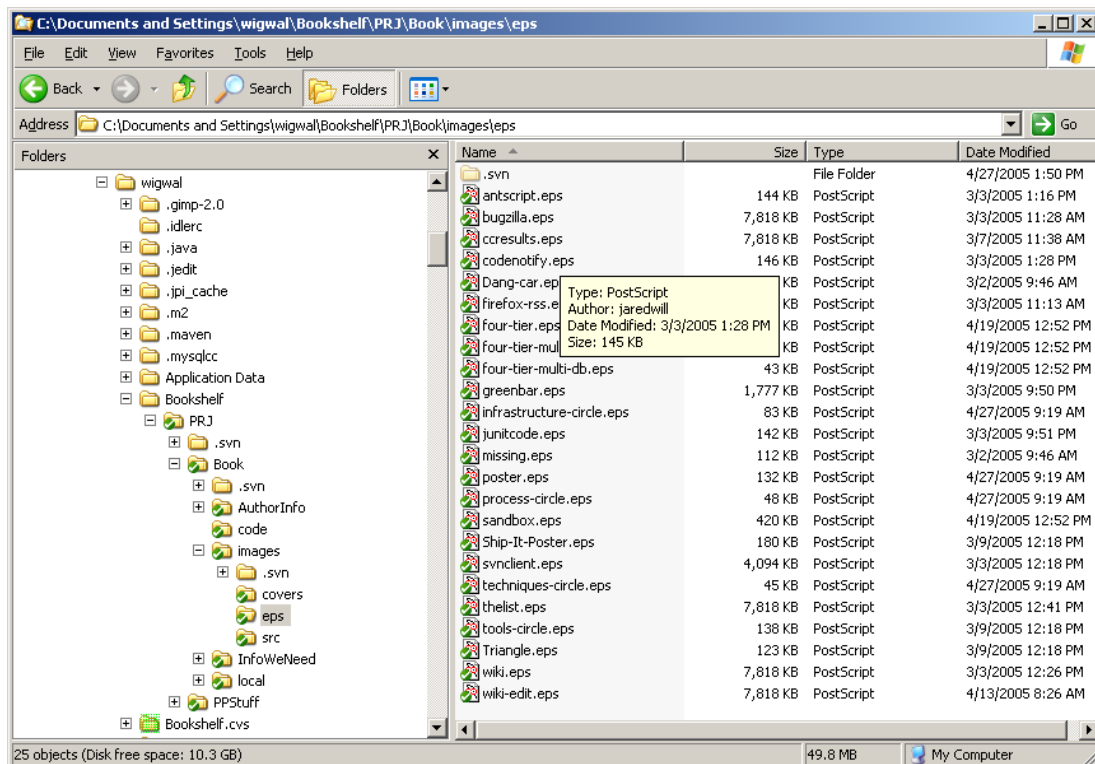 C:\Documents and Settings\wigwal\Bookshelf\PRJ\Book\images\eps
File Edit View Favorites Tools Help
Back Search Folders
Address C:\Documents and Settings\wigwal\Bookshelf\PRJ\Book\images\eps Go
Folders
wigwal
.gimp-2.0
.idlerc
.java
.jedit
.jpi_cache
.m2
.maven
.mysqlcc
Application Data
Bookshelf
PRJ
.svn
Book
.svn
AuthorInfo
code
images
.svn
covers
eps
src
InfoWeNeed
local
PPStuff
Bookshelf.cvs
Name Size Type Date Modified
.svn File Folder 4/27/2005 1:50 PM
antscript.eps 144 KB PostScript 3/3/2005 1:16 PM
bugzilla.eps 7,818 KB PostScript 3/3/2005 11:28 AM
ccresults.eps 7,818 KB PostScript 3/7/2005 11:38 AM
codenotify.eps 146 KB PostScript 3/3/2005 1:28 PM
Dang-car.ep KB PostScript 3/2/2005 9:46 AM
firefox-rss.e KB PostScript 3/3/2005 11:13 AM
four-tier.eps KB PostScript 4/19/2005 12:52 PM
four-tier-mul KB PostScript 4/19/2005 12:52 PM
four-tier-multi-db.eps 43 KB PostScript 4/19/2005 12:52 PM
greenbar.eps 1,777 KB PostScript 3/3/2005 9:50 PM
infrastructure-circle.eps 83 KB PostScript 4/27/2005 9:19 AM
junitcode.eps 142 KB PostScript 3/3/2005 9:51 PM
missing.eps 112 KB PostScript 3/2/2005 9:46 AM
poster.eps 132 KB PostScript 4/27/2005 9:19 AM
process-circle.eps 48 KB PostScript 4/27/2005 9:19 AM
sandbox.eps 420 KB PostScript 4/19/2005 12:52 PM
Ship-It-Poster.eps 180 KB PostScript 3/9/2005 12:18 PM
svnclient.eps 4,094 KB PostScript 3/3/2005 12:18 PM
techniques-circle.eps 45 KB PostScript 4/27/2005 9:19 AM
thelist.eps 7,818 KB PostScript 3/3/2005 12:41 PM
tools-circle.eps 138 KB PostScript 3/9/2005 12:18 PM
Triangle.eps 123 KB PostScript 3/9/2005 12:18 PM
wiki.eps 7,818 KB PostScript 3/3/2005 12:26 PM
wiki-edit.eps 7,818 KB PostScript 4/13/2005 8:26 AM
Type: PostScript
Author: jaredwill
Date Modified: 3/3/2005 1:28 PM
Size: 145 KB
25 objects (Disk free space: 10.3 GB) 49.8 MB My Computer